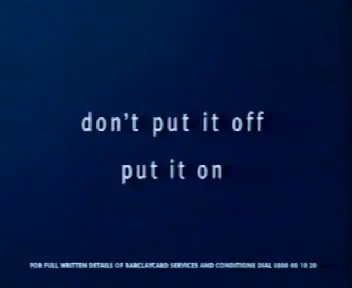 don't put it off
put it on
FOR FULL WRITTEN DETAILS OF BARCLAYCARD SERVICES AND CONDITIONS DIAL 0800 00 10 20